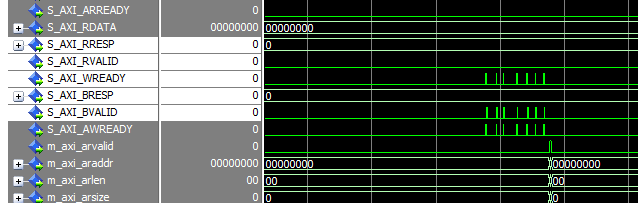 S_AXI_ARREADY 0
S_AXI_RDATA 00000000 00000000
S_AXI_RRESP 0 0
S_AXI_RVALID 0
S_AXI_WREADY 0
S_AXI_BRESP 0 0
S_AXI_BVALID 0
S_AXI_AWREADY 0
m_axi_arvalid 0
m_axi_araddr 00000000 00000000 00000000
m_axi_arlen 00 00 00
m_axi_arsize 0 0 0